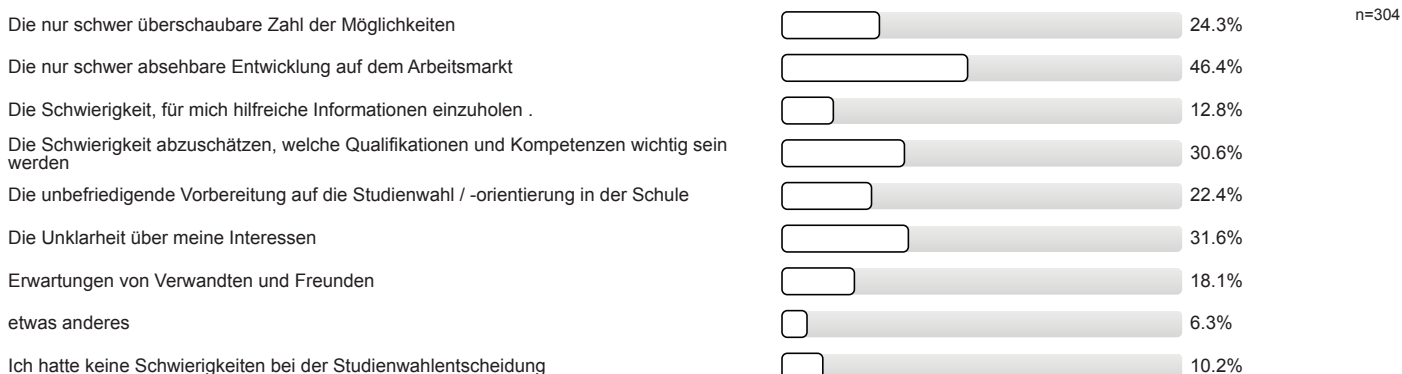 Die nur schwer überschaubare Zahl der Möglichkeiten 24.3% n=304
Die nur schwer absehbare Entwicklung auf dem Arbeitsmarkt 46.4%
Die Schwierigkeit, für mich hilfreiche Informationen einzuholen . 12.8%
Die Schwierigkeit abzuschätzen, welche Qualifikationen und Kompetenzen wichtig sein
werden 30.6%
Die unbefriedigende Vorbereitung auf die Studienwahl / -orientierung in der Schule 22.4%
Die Unklarheit über meine Interessen 31.6%
Erwartungen von Verwandten und Freunden 18.1%
etwas anderes 6.3%
Ich hatte keine Schwierigkeiten bei der Studienwahlentscheidung 10.2%